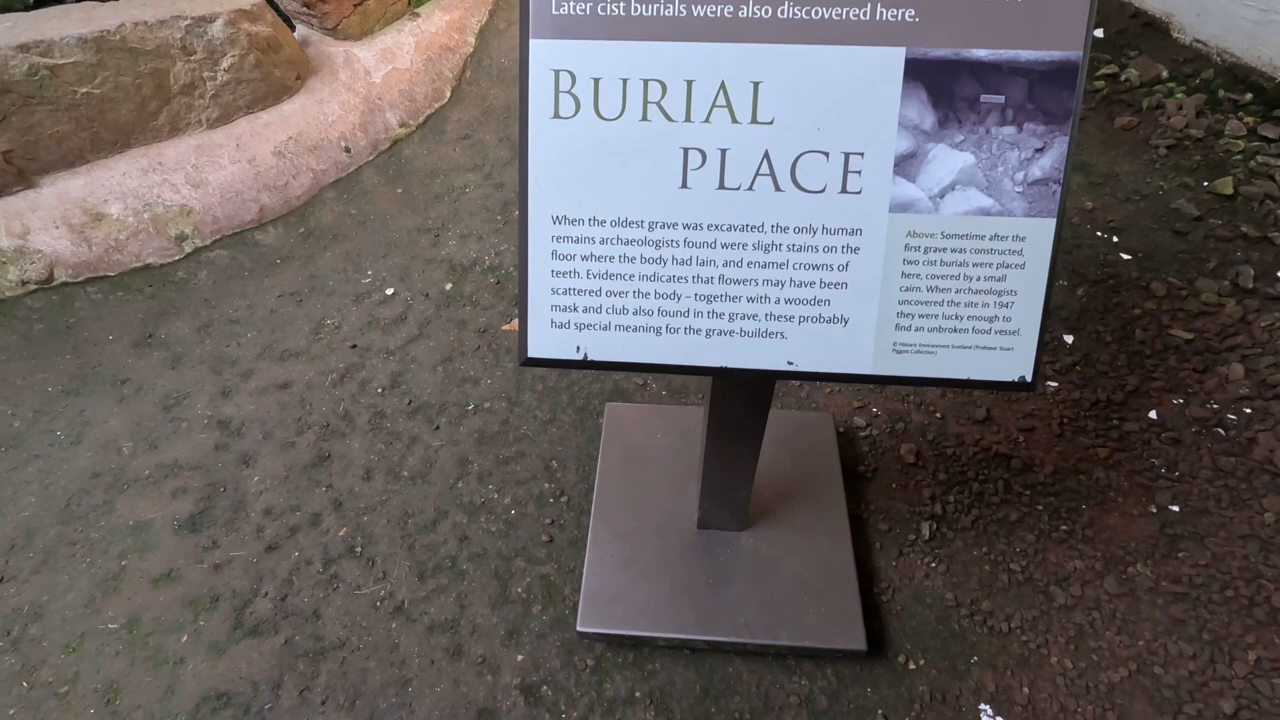 Later cist burials were also discovered here.
BURIAL
PLACE
When the oldest grave was excavated, the only human
remains archaeologists found were slight stains on the
floor where the body had lain, and enamel crowns of
teeth. Evidence indicates that flowers may have been
scattered over the body – together with a wooden
mask and club also found in the grave, these probably
had special meaning for the grave-builders.
Above: Sometime after the
first grave was constructed,
two cist burials were placed
here, covered by a small
cairn. When archaeologists
uncovered the site in 1947
they were lucky enough to
find an unbroken food vessel.
© Historic Environment Scotland (Professor Stuart
Piggott Collection)